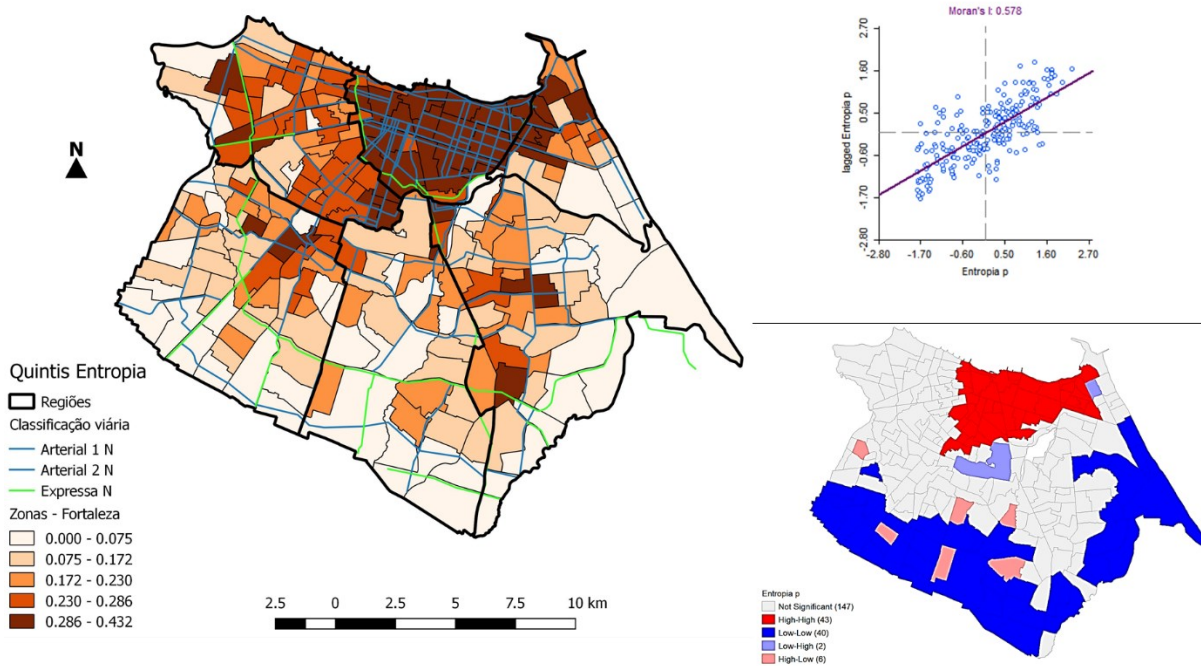 N
Quintis Entropia
Regiões
Classificação viária
Arterial 1 N
Arterial 2 N
Expressa N
Zonas - Fortaleza
0.000 - 0.075
0.075 - 0.172
0.172 - 0.230
0.230 - 0.286
0.286 - 0.432
2.5 0 2.5 5 7.5 10 km
Moran's I: 0.578
lagged Entropia p
2.70
1.60
0.50
-0.60
-1.70
-2.80
-2.80 -1.70 -0.60 0.50 1.60 2.70
Entropia p
Entropia p
Not Significant (147)
High-High (43)
Low-Low (40)
Low-High (2)
High-Low (6)